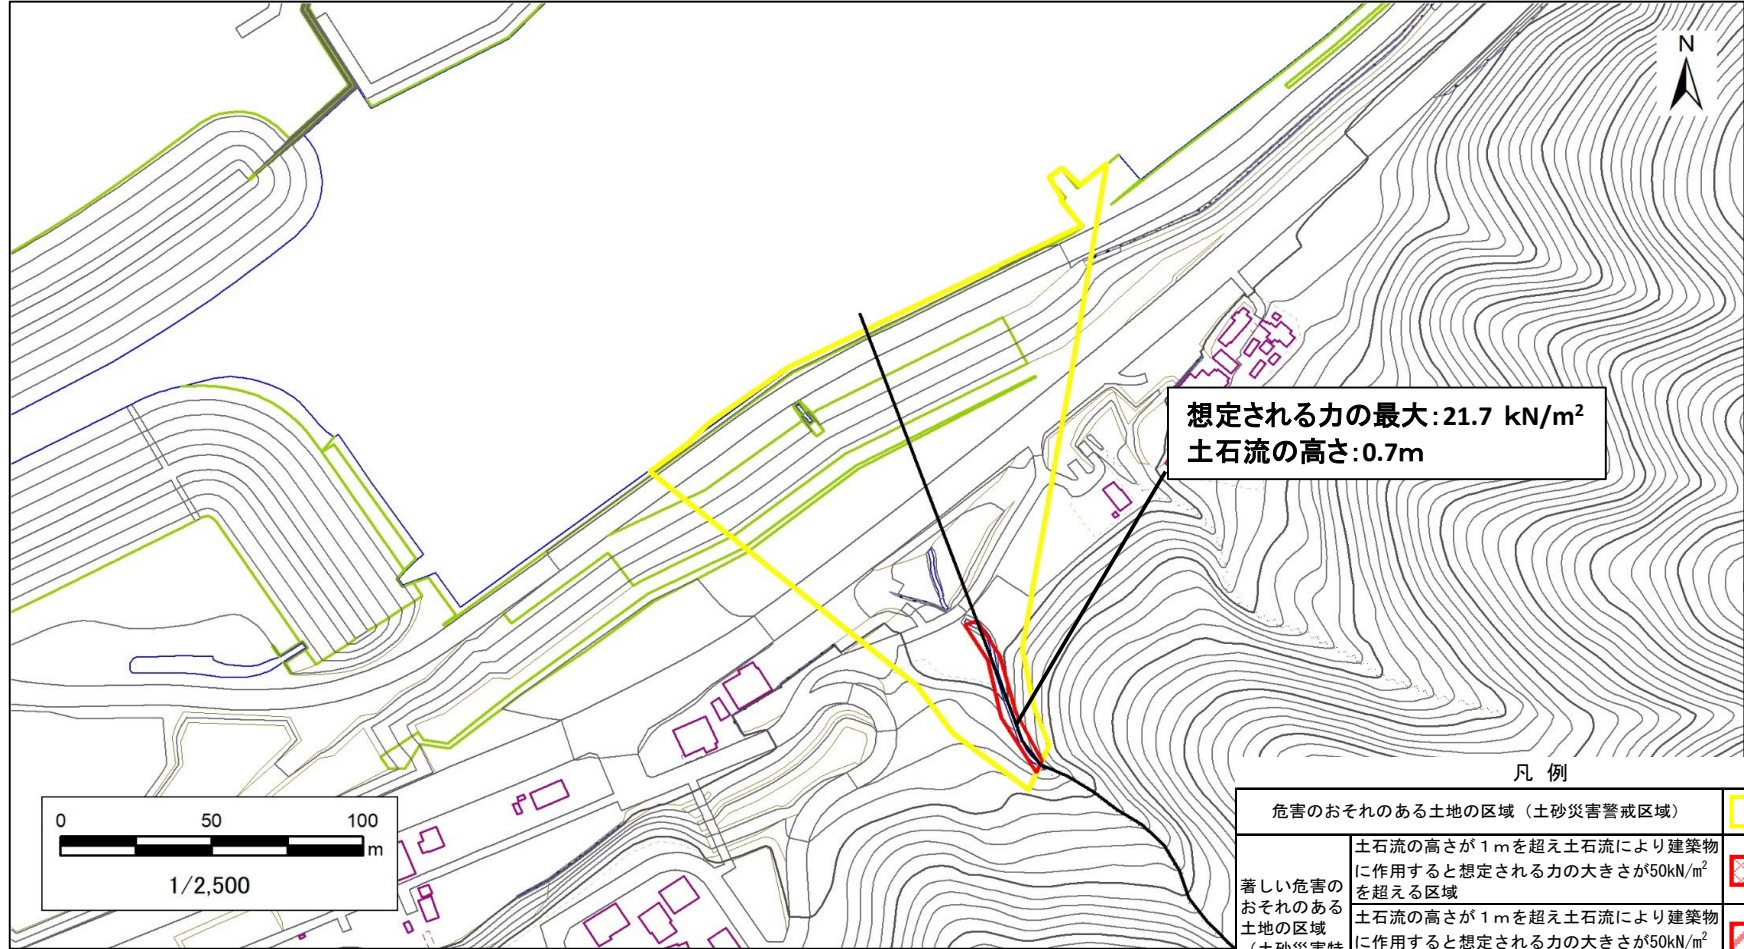 N
想定される力の最大:21.7 kN/m²
土石流の高さ:0.7m
0 50 100
m
1/2,500
凡 例
危害のおそれのある土地の区域（土砂災害警戒区域）
著しい危害の
おそれのある
土地の区域
（土砂災害特
土石流の高さが１ｍを超え土石流により建築物
に作用すると想定される力の大きさが50kN/㎡
を超える区域
土石流の高さが１ｍを超え土石流により建築物
に作用すると想定される力の大きさが50kN/㎡